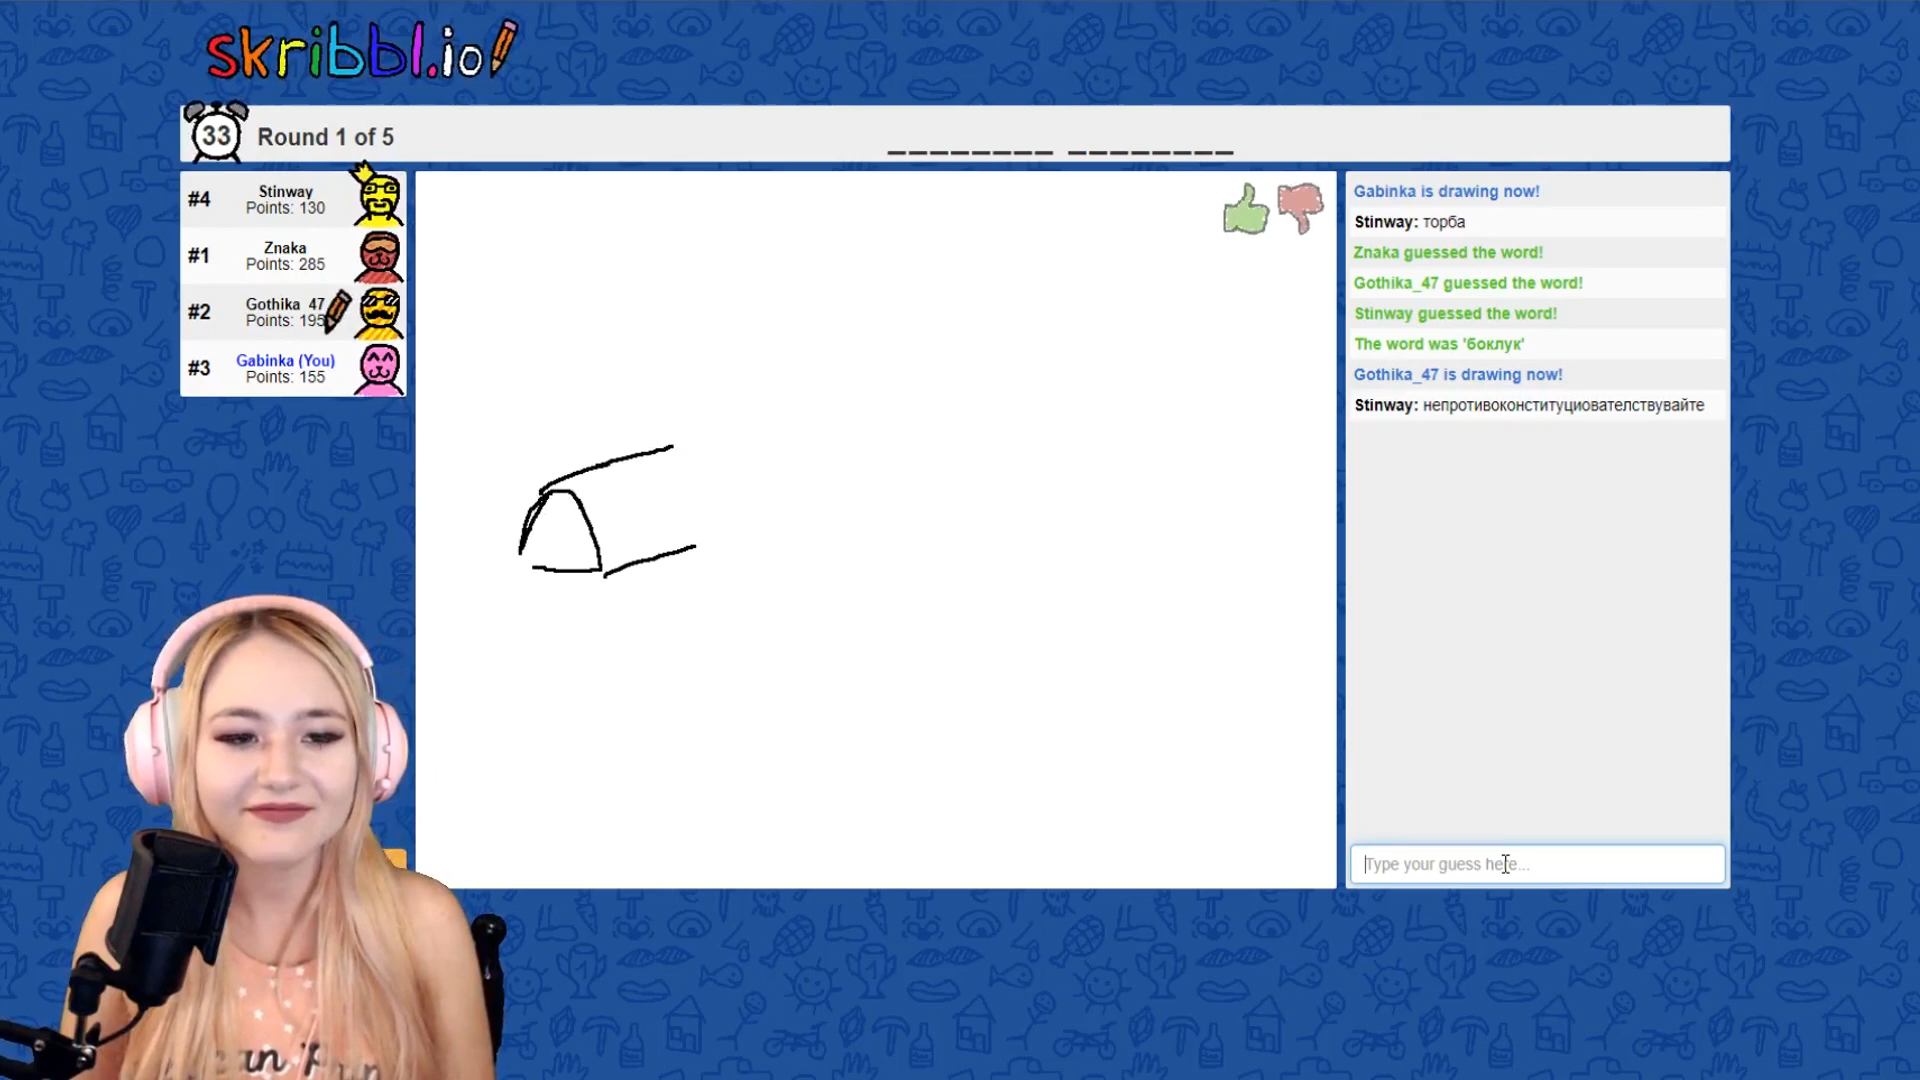 skribbl.io
33
Round 1 of 5
________ ________
#4
Stinway
Points: 130
#1
Znaka
Points: 285
#2
Gothika_47
Points: 195
#3
Gabinka (You)
Points: 155
Gabinka is drawing now!
Stinway: торба
Znaka guessed the word!
Gothika_47 guessed the word!
Stinway guessed the word!
The word was 'боклук'
Gothika_47 is drawing now!
Stinway: непротивоконституциователствувайте
Type your guess here...